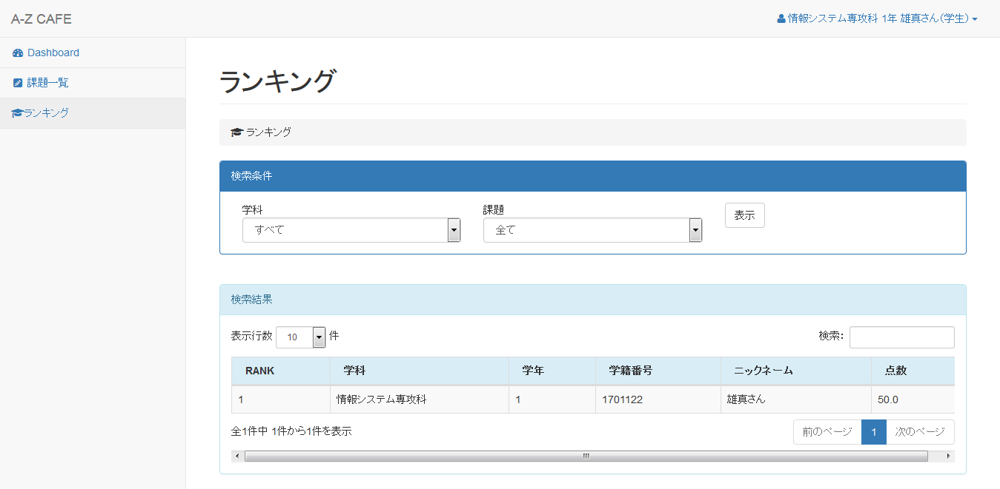 A-Z CAFE
情報システム専攻科 1年 雄真さん(学生)
Dashboard
課題一覧
ランキング
ランキング
ランキング
検索条件
学科 課題
すべて 全て 表示
検索結果
表示行数 10 件 検索:
RANK 学科 学年 学籍番号 ニックネーム 点数
1 情報システム専攻科 1 1701122 雄真さん 50.0
全1件中 1件から1件を表示 前のページ 1 次のページ